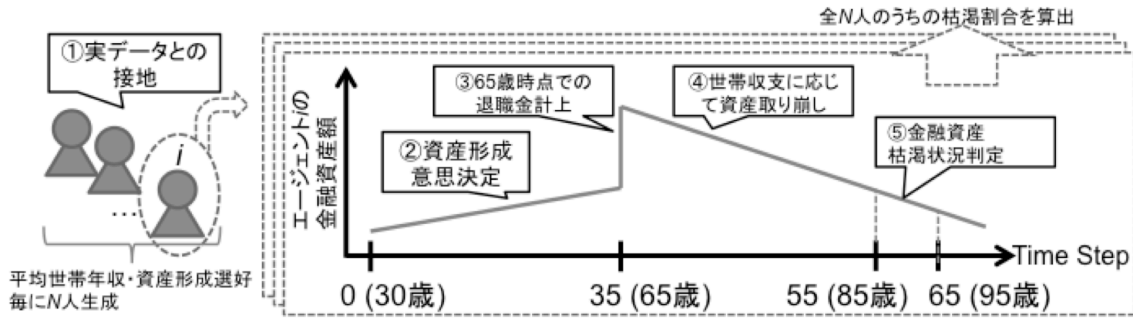 全N人のうちの枯渇割合を算出
①実データとの
接地
③65歳時点での
退職金計上
④世帯収支に応じ
て資産取り崩し
エージェントiの
金融資産額
②資産形成
意思決定
⑤金融資産
枯渇状況判定
i
…
Time Step
平均世帯年収・資産形成選好
毎にN人生成
0 (30歳)
35 (65歳)
55 (85歳)
65 (95歳)